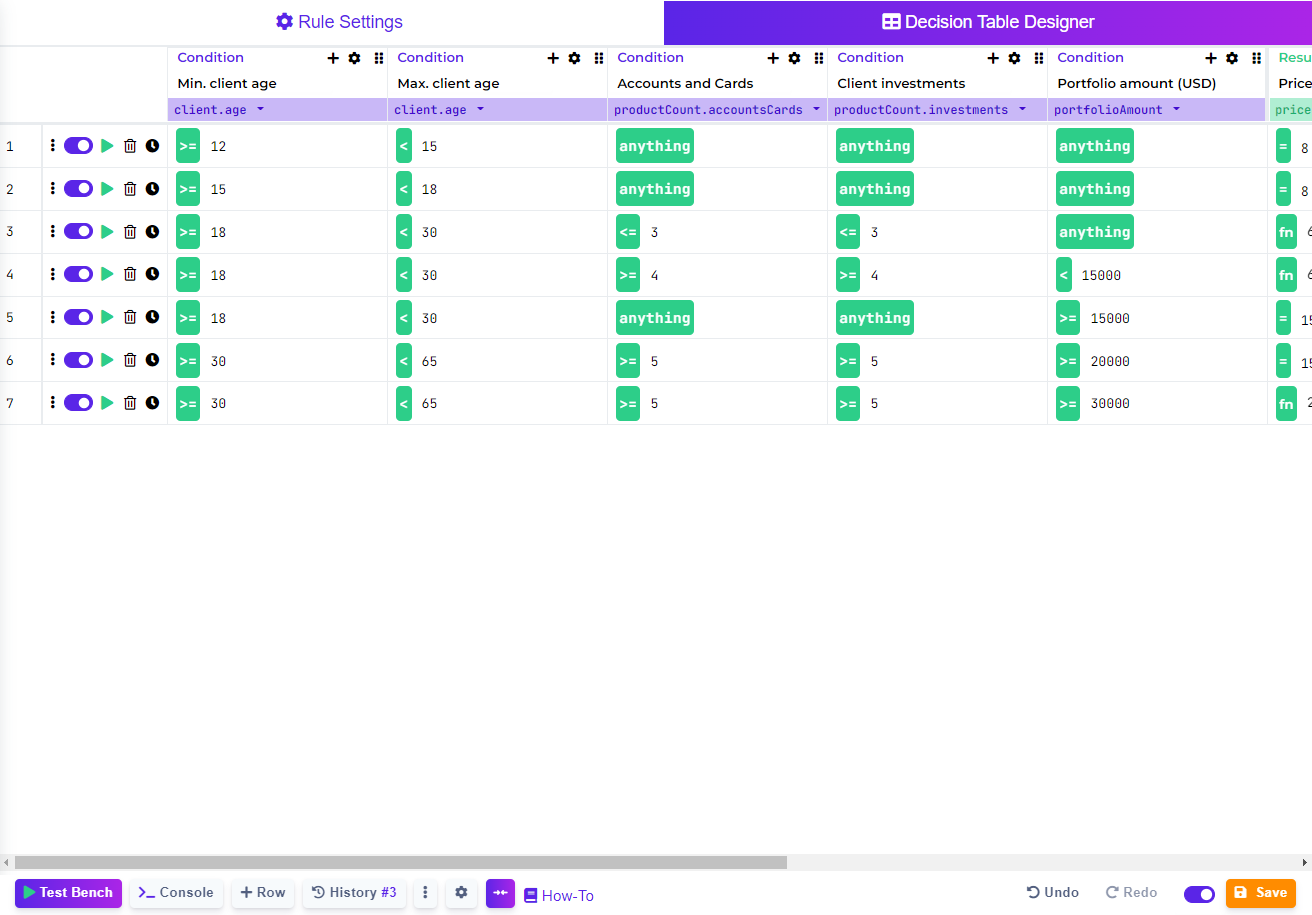 Rule Settings
Decision Table Designer
Condition Condition Condition Condition Condition Resu
Min. client age Max. client age Accounts and Cards Client investments Portfolio amount (USD) Price
client.age client.age productCount.accountsCards productCount.investments portfolioAmount price
1 >= 12 < 15 anything anything anything = 8
2 >= 15 < 18 anything anything anything = 8
3 >= 18 < 30 <= 3 <= 3 anything fn 6
4 >= 18 < 30 >= 4 >= 4 < 15000 fn 6
5 >= 18 < 30 anything anything >= 15000 = 15
6 >= 30 < 65 >= 5 >= 5 >= 20000 = 15
7 >= 30 < 65 >= 5 >= 5 >= 30000 fn 2
Test Bench >_ Console + Row History #3 How-To Undo Redo Save